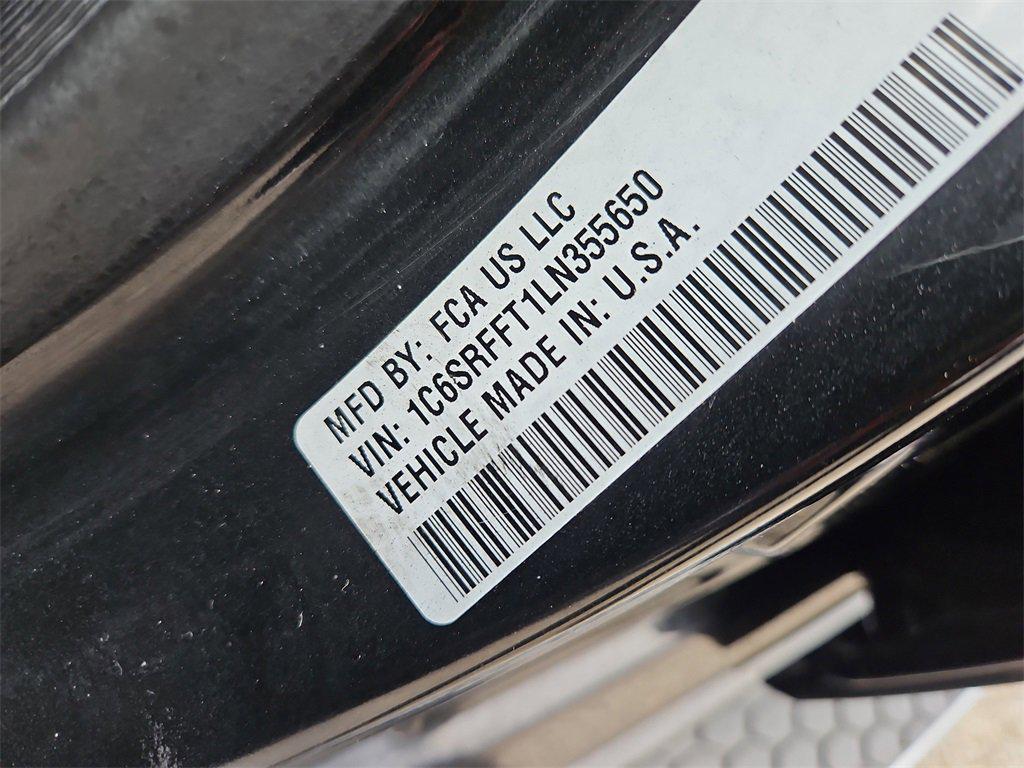 MFD BY: FCA US LLC
VIN: 1C6SRFFT1LN355650
VEHICLE MADE IN: U.S.A.